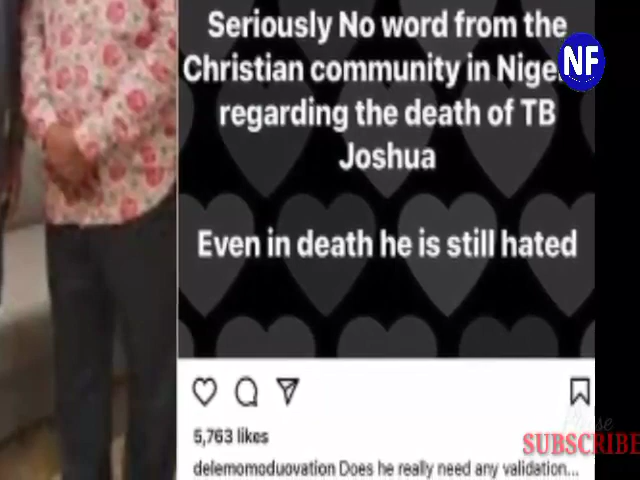 Seriously No word from the
NF
Christian community in Nige
regarding the death of TB
Joshua
Even in death he is still hated
5,763 likes
Please
SUBSCRIBE
delemomoduovation Does he really need any validation...